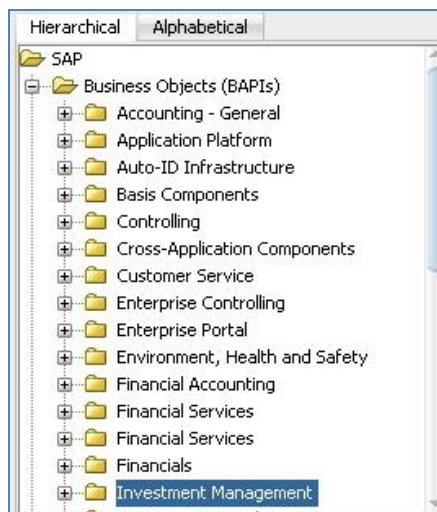 Hierarchical Alphabetical
SAP
Business Objects (BAPIs)
Accounting - General
Application Platform
Auto-ID Infrastructure
Basis Components
Controlling
Cross-Application Components
Customer Service
Enterprise Controlling
Enterprise Portal
Environment, Health and Safety
Financial Accounting
Financial Services
Financial Services
Financials
Investment Management